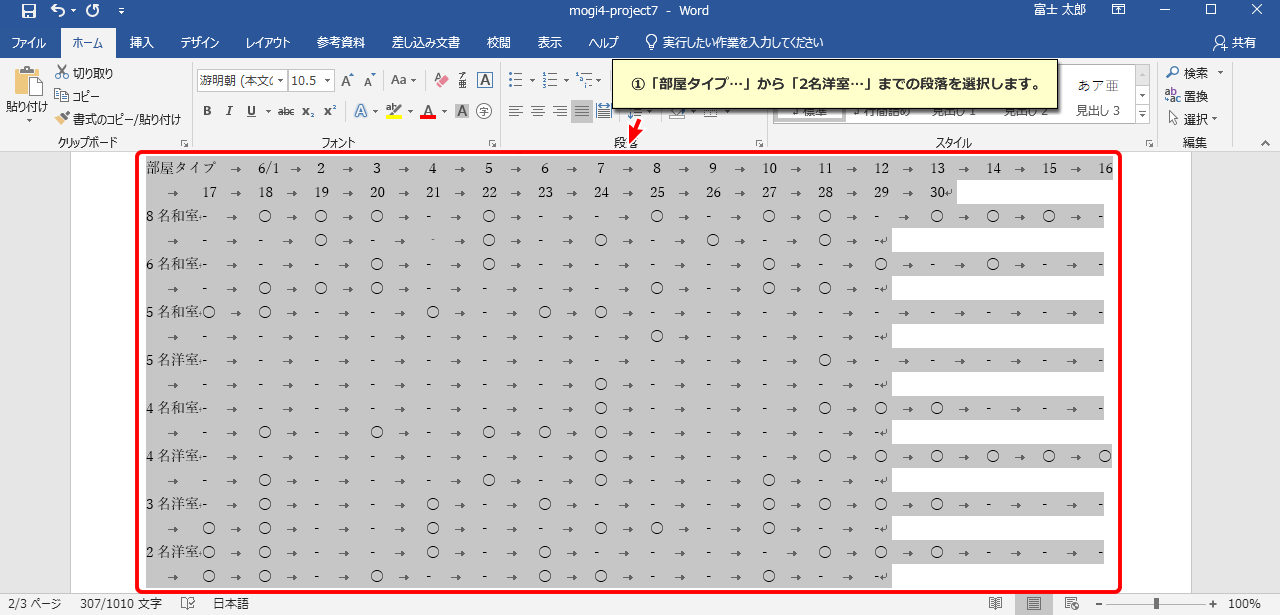 mogi4-project7 - Word
富士 太郎
ファイル ホーム 挿入 デザイン レイアウト 参考資料 差し込み文書 校閲 表示 ヘルプ 実行したい作業を入力してください 共有
貼り付け
切り取り
コピー
書式のコピー/貼り付け
クリップボード
游明朝 (本文の 10.5 A A Aa A
B I U abc x₂ x² A ab A A 字
フォント
段落
①「部屋タイプ…」から「2名洋室…」までの段落を選択します。
あア亜
見出し 3
スタイル
検索
置換
選択
編集
部屋タイプ → 6/1 → 2 → 3 → 4 → 5 → 6 → 7 → 8 → 9 → 10 → 11 → 12 → 13 → 14 → 15 → 16
→ 17 → 18 → 19 → 20 → 21 → 22 → 23 → 24 → 25 → 26 → 27 → 28 → 29 → 30↵
8 名和室 - → ○ → ○ → ○ → - → ○ → - → - → ○ → - → ○ → ○ → - → ○ → ○ → ○ → -
→ - → - → ○ → - → - → ○ → - → ○ → - → ○ → - → ○ → -↵
6 名和室 - → - → - → ○ → - → ○ → - → - → - → - → ○ → - → ○ → - → ○ → - → -
→ - → ○ → ○ → ○ → - → - → - → - → ○ → - → ○ → ○ → -↵
5 名和室 ○ → ○ → - → - → ○ → - → ○ → ○ → - → - → - → - → - → - → - → - → -
→ - → - → - → - → - → - → - → - → ○ → - → - → - → -↵
5 名洋室 - → - → - → - → - → - → - → - → - → - → - → ○ → - → - → - → - → -
→ - → - → - → - → - → - → - → ○ → - → - → - → - → -↵
4 名和室 - → - → - → - → - → - → - → ○ → - → - → - → ○ → ○ → ○ → - → - → -
→ - → ○ → - → ○ → - → ○ → ○ → ○ → - → - → - → - → -↵
4 名洋室 - → - → - → - → - → - → - → ○ → - → - → - → ○ → ○ → ○ → ○ → ○ → ○
→ - → ○ → - → - → - → ○ → - → ○ → - → - → ○ → - → -↵
3 名洋室 - → ○ → - → - → ○ → - → ○ → - → - → - → ○ → ○ → ○ → ○ → - → - → -
→ ○ → ○ → - → - → ○ → - → - → ○ → ○ → - → ○ → - → -↵
2 名洋室 ○ → ○ → - → - → ○ → - → ○ → - → - → - → - → ○ → ○ → ○ → - → - → -
→ ○ → ○ → - → ○ → - → - → ○ → ○ → - → - → ○ → - → -↵
2/3 ページ 307/1010 文字 日本語 100%